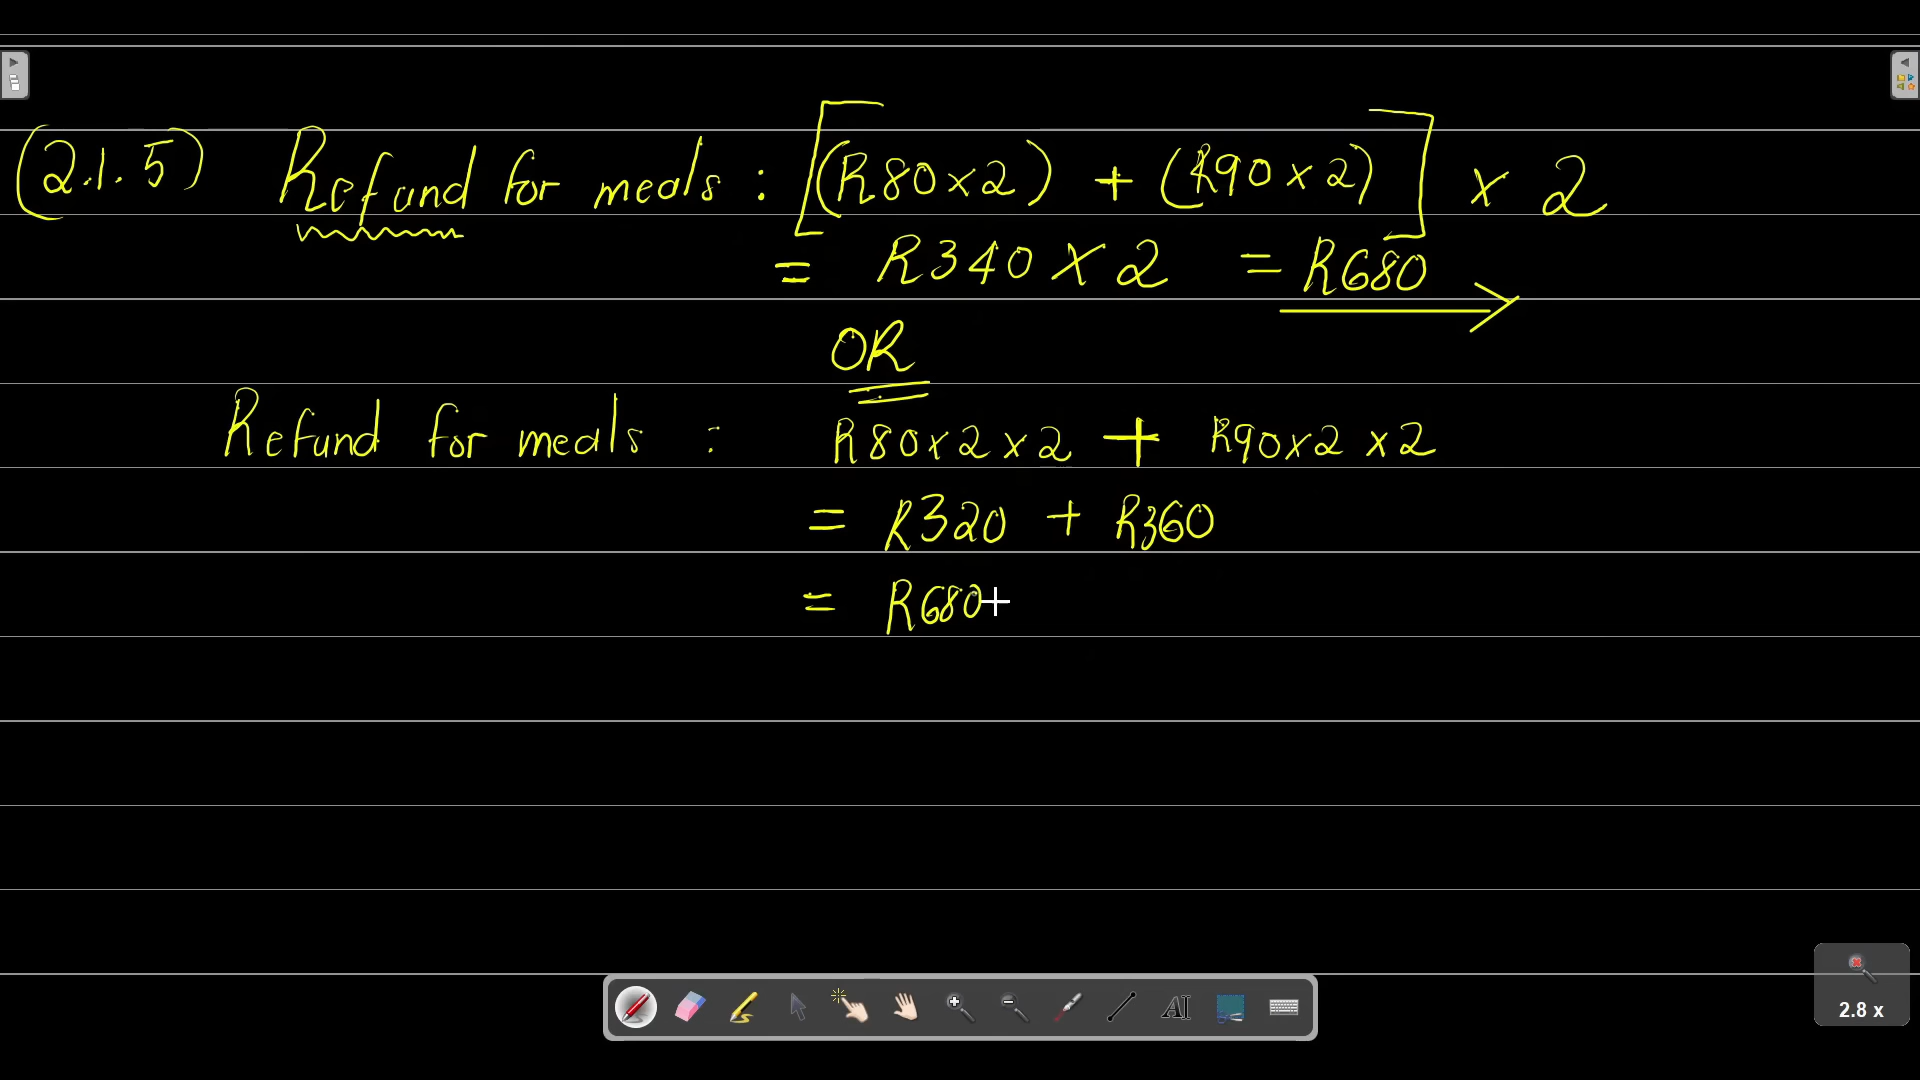 (2.1.5) Refund for meals : [(R80 x 2) + (R90 x 2)] x 2
= R340 x 2 = R680
OR
Refund for meals : R80 x 2 x 2 + R90 x 2 x 2
= R320 + R360
= R680
AI
2.8 x